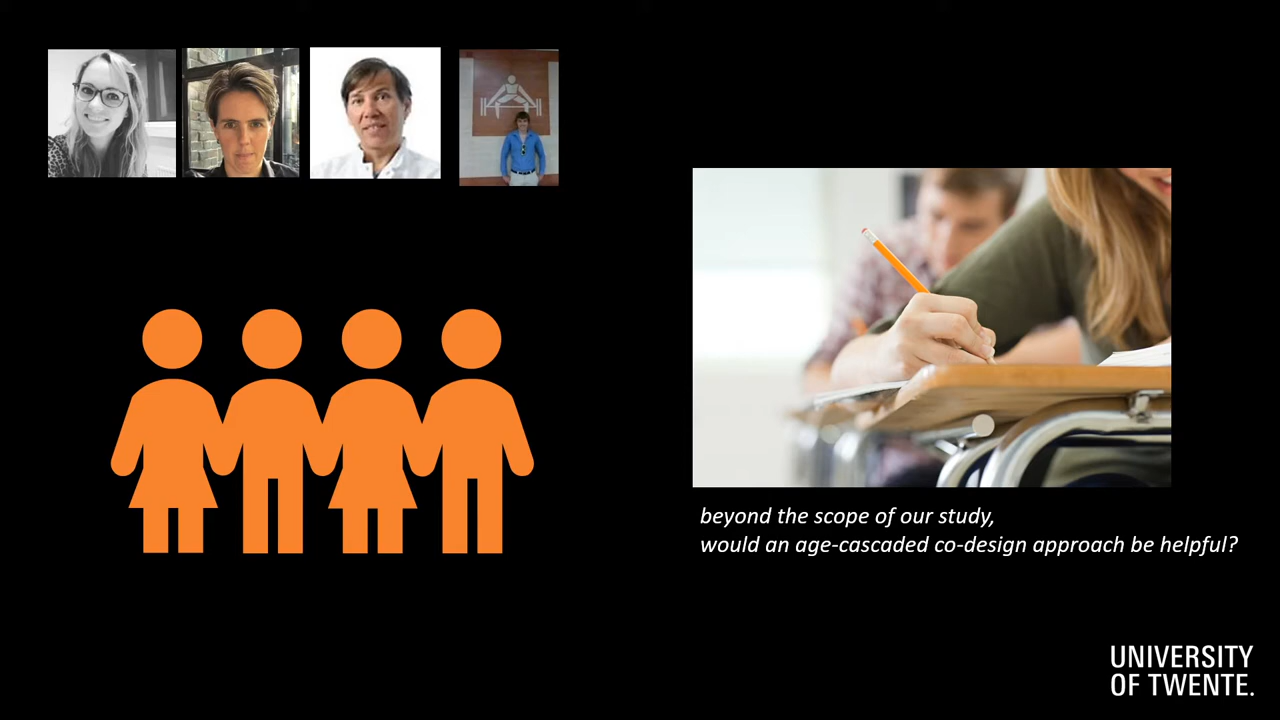 beyond the scope of our study,
would an age-cascaded co-design approach be helpful?
UNIVERSITY
OF TWENTE.